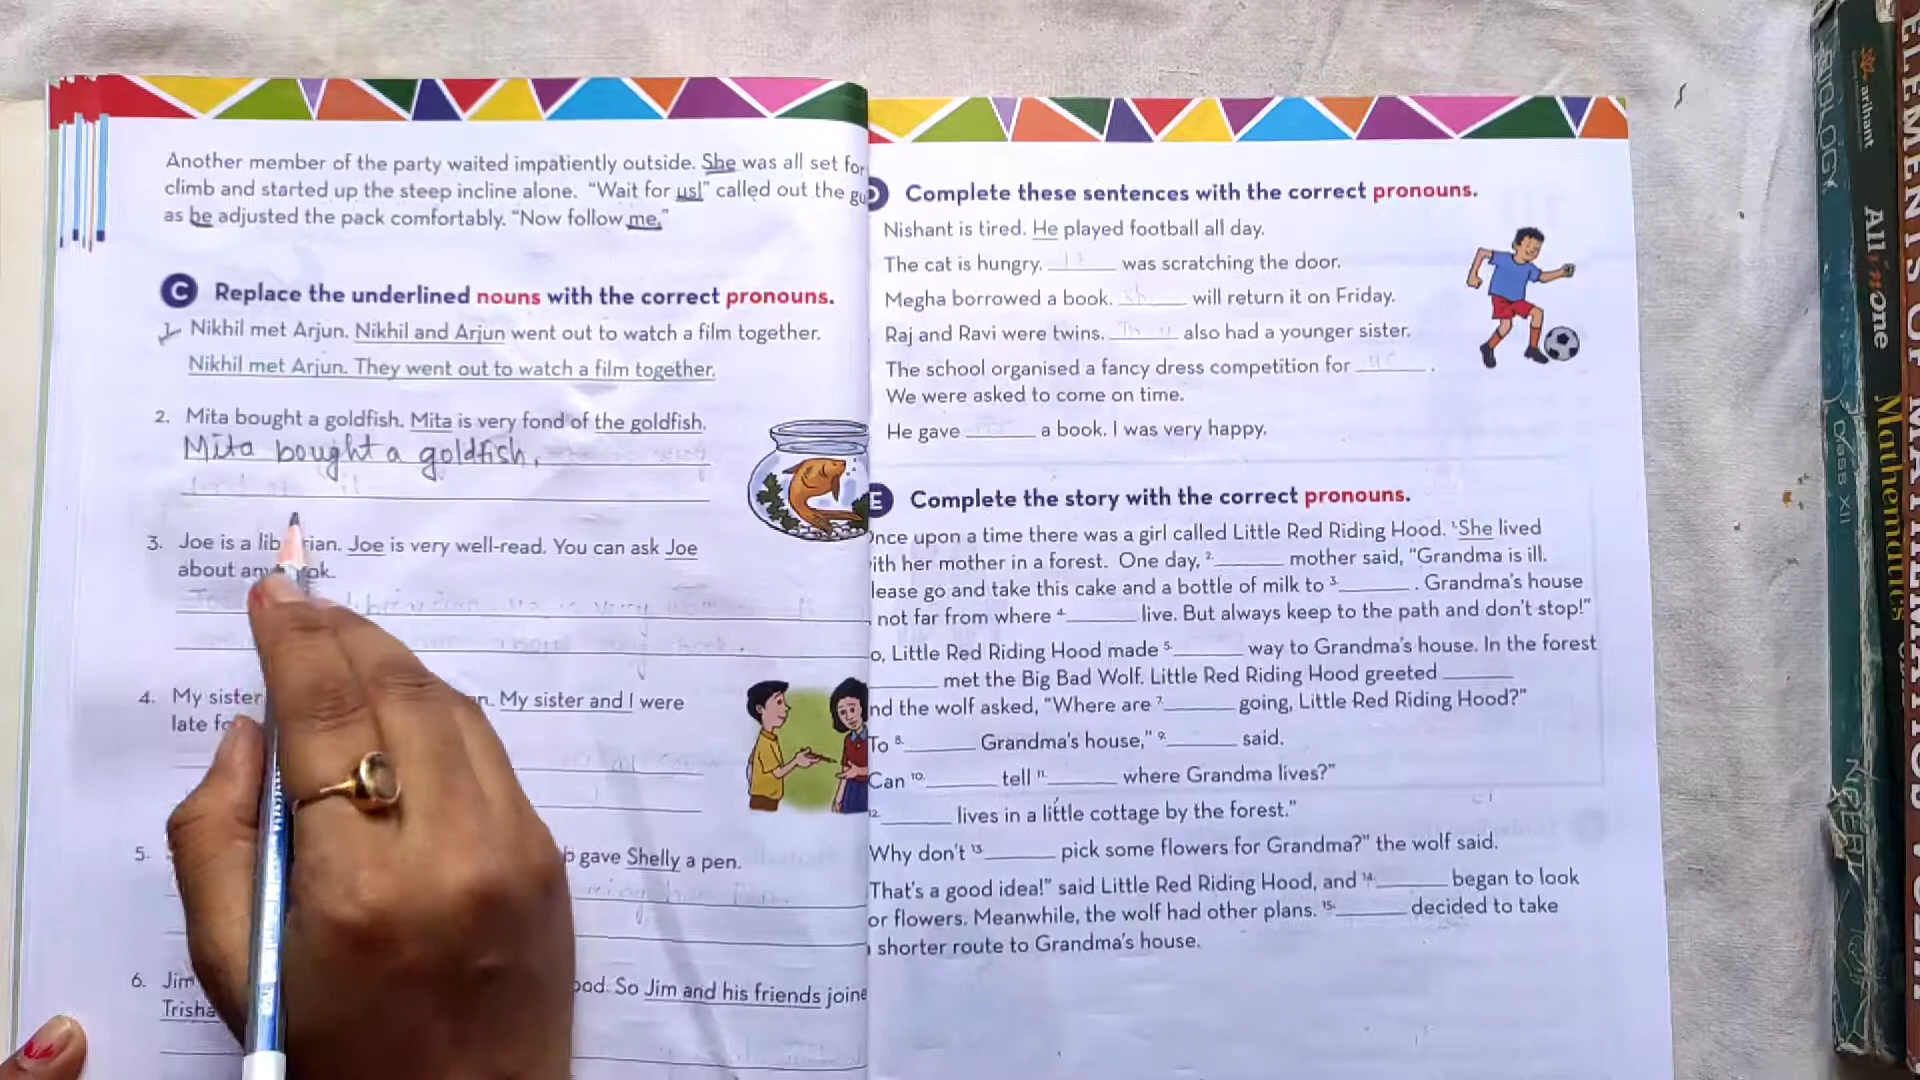 Another member of the party waited impatiently outside. She was all set for
climb and started up the steep incline alone. "Wait for us!" called out the
as he adjusted the pack comfortably. "Now follow me."
C Replace the underlined nouns with the correct pronouns.
1. Nikhil met Arjun. Nikhil and Arjun went out to watch a film together.
Nikhil met Arjun. They went out to watch a film together.
2. Mita bought a goldfish. Mita is very fond of the goldfish.
Mita bought a goldfish.
3. Joe is a librarian. Joe is very well-read. You can ask Joe
about any book.
4. My sister My sister and I were
late
5. gave Shelly a pen.
6. Jim So Jim and his friends
Trisha
Complete these sentences with the correct pronouns.
Nishant is tired. He played football all day.
The cat is hungry. was scratching the door.
Megha borrowed a book. will return it on Friday.
Raj and Ravi were twins. also had a younger sister.
The school organised a fancy dress competition for .
We were asked to come on time.
He gave a book. I was very happy.
E Complete the story with the correct pronouns.
Once upon a time there was a girl called Little Red Riding Hood. 1. She lived
ith her mother in a forest. One day, 2. mother said, "Grandma is ill.
lease go and take this cake and a bottle of milk to 3. . Grandma's house
not far from where 4. live. But always keep to the path and don't stop!"
o, Little Red Riding Hood made 5. way to Grandma's house. In the forest
met the Big Bad Wolf. Little Red Riding Hood greeted
nd the wolf asked, "Where are 7. going, Little Red Riding Hood?"
To 8. Grandma's house," 9. said.
Can 10. tell 11. where Grandma lives?"
12. lives in a little cottage by the forest."
Why don't 13. pick some flowers for Grandma?" the wolf said.
That's a good idea!" said Little Red Riding Hood, and 14. began to look
or flowers. Meanwhile, the wolf had other plans. 15. decided to take
shorter route to Grandma's house.
BIOLOGY
arihant
All in one
CLASS XII
NEERJ
Mathematics
ELEMENTS OF